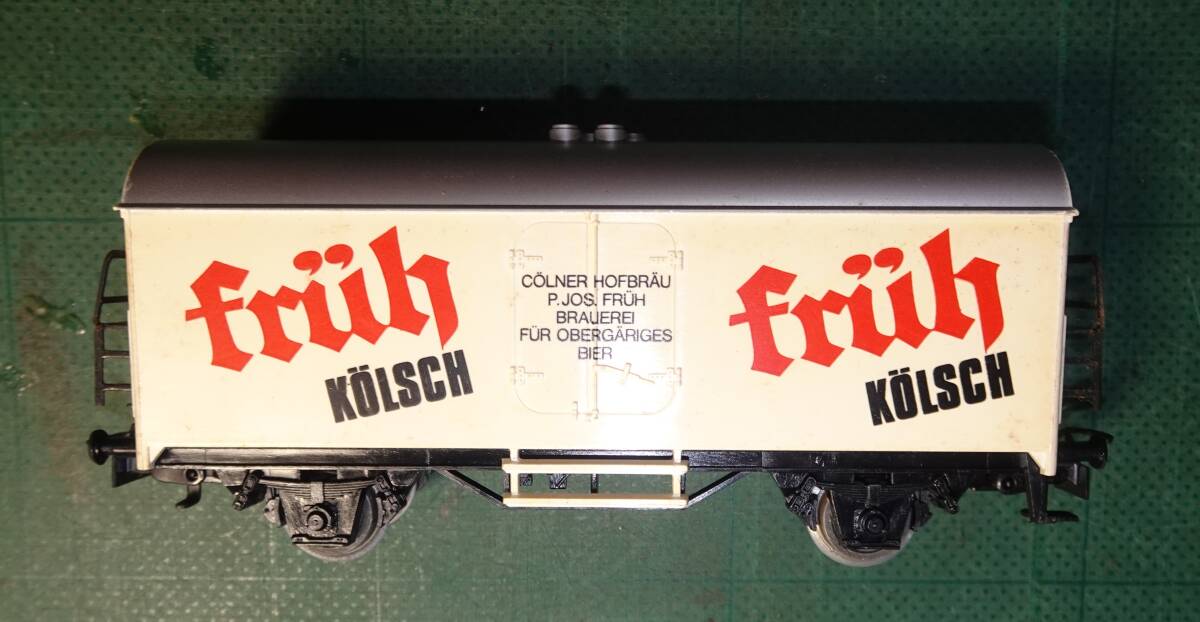 früh
KÖLSCH
CÖLNER HOFBRÄU
P.JOS. FRÜH
BRAUEREI
FÜR OBERGÄRIGES
BIER
früh
KÖLSCH